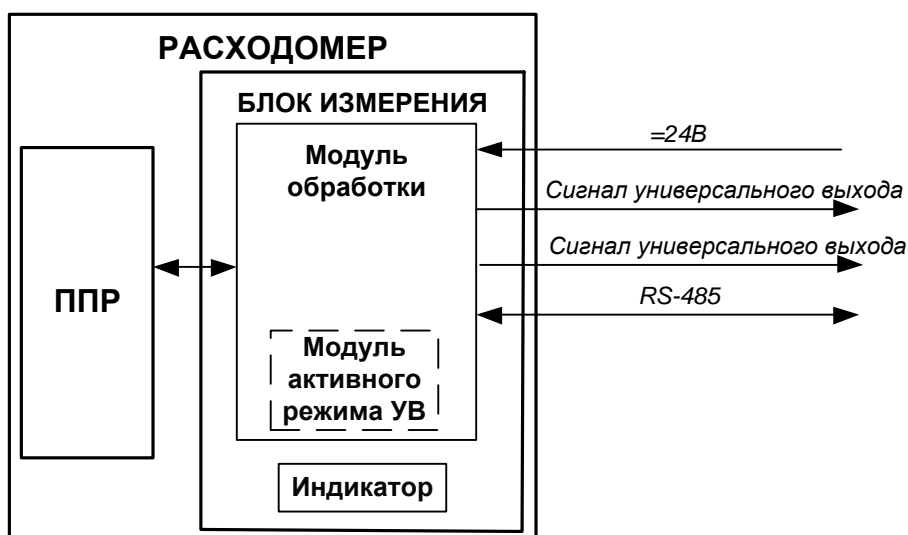 РАСХОДОМЕР
БЛОК ИЗМЕРЕНИЯ
Модуль
обработки
=24В
Сигнал универсального выхода
Сигнал универсального выхода
RS-485
ППР
Модуль
активного
режима УВ
Индикатор